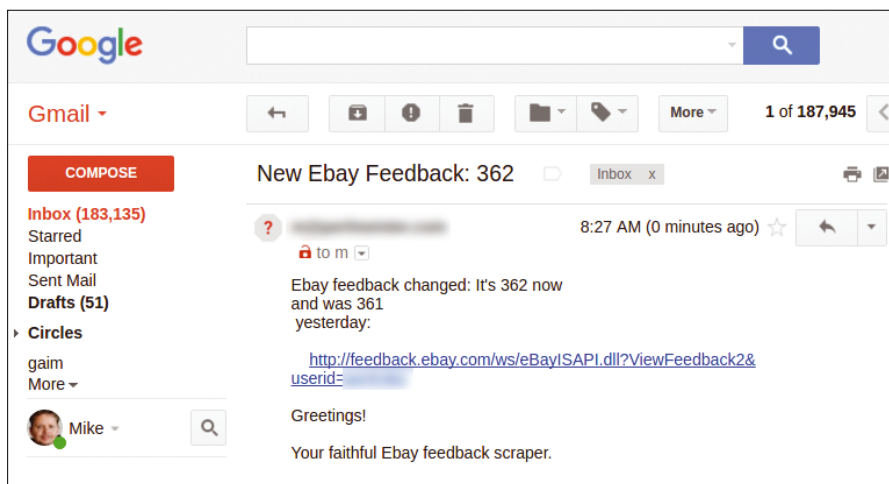 Google
Gmail
More
1 of 187,945
COMPOSE
New Ebay Feedback: 362
Inbox x
Inbox (183,135)
Starred
Important
Sent Mail
Drafts (51)
Circles
gaim
More
Mike
?
8:27 AM (0 minutes ago)
to m
Ebay feedback changed: It's 362 now
and was 361
yesterday:
http://feedback.ebay.com/ws/eBayISAPI.dll?ViewFeedback2&
userid=
Greetings!
Your faithful Ebay feedback scraper.